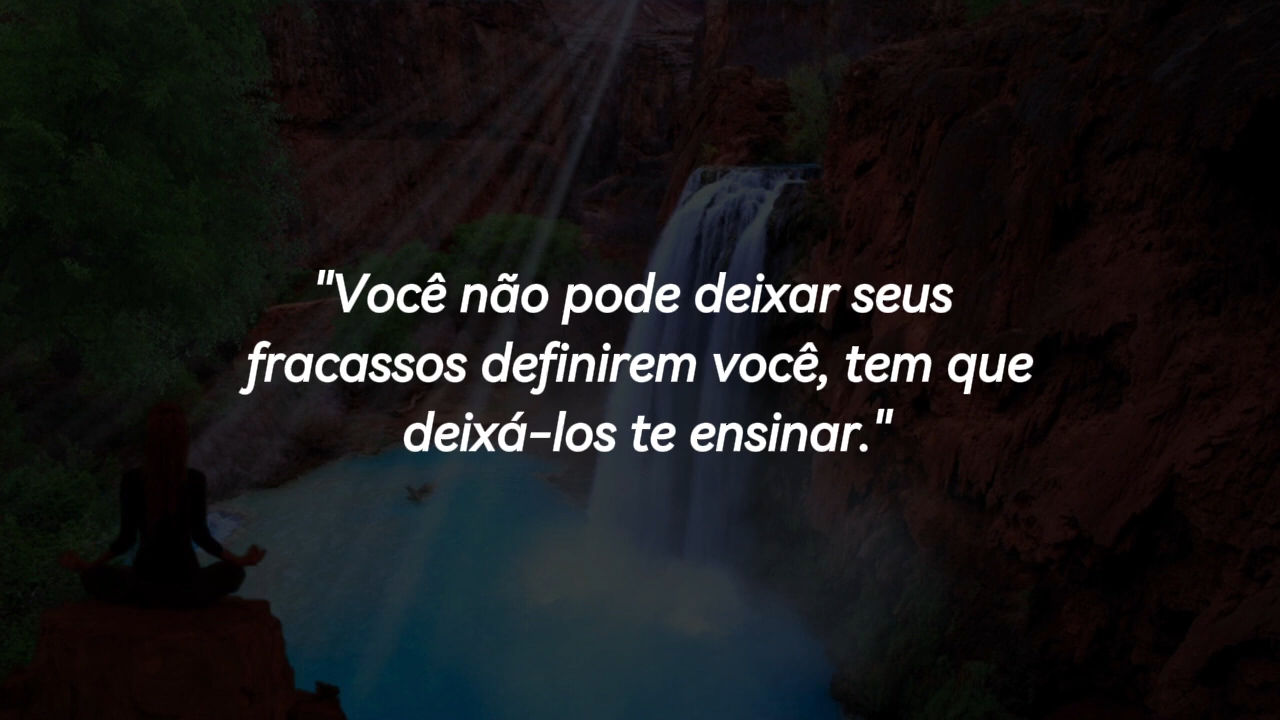 "Você não pode deixar seus
fracassos definirem você, tem que
deixá-los te ensinar."